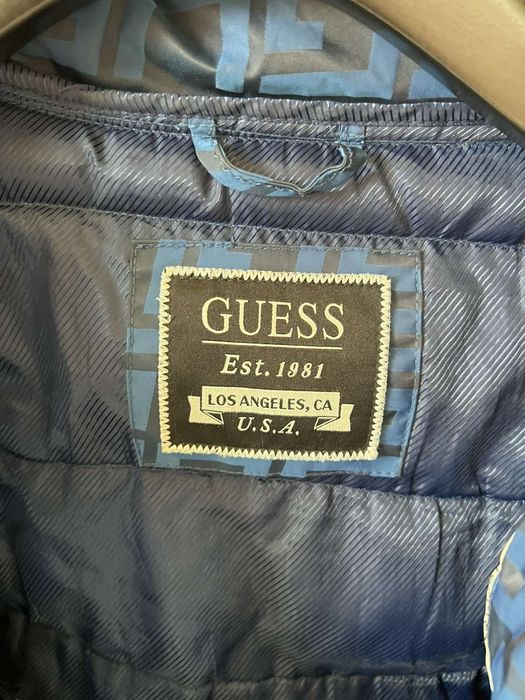 GUESS
Est. 1981
LOS ANGELES, CA
U.S.A.